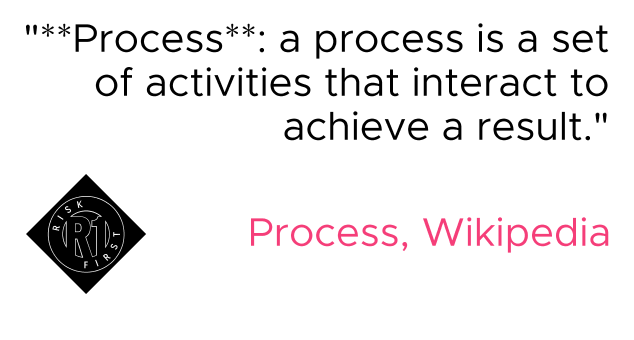 "**Process**: a process is a set
of activities that interact to
achieve a result."
RISK
R1
FIRST
Process, Wikipedia